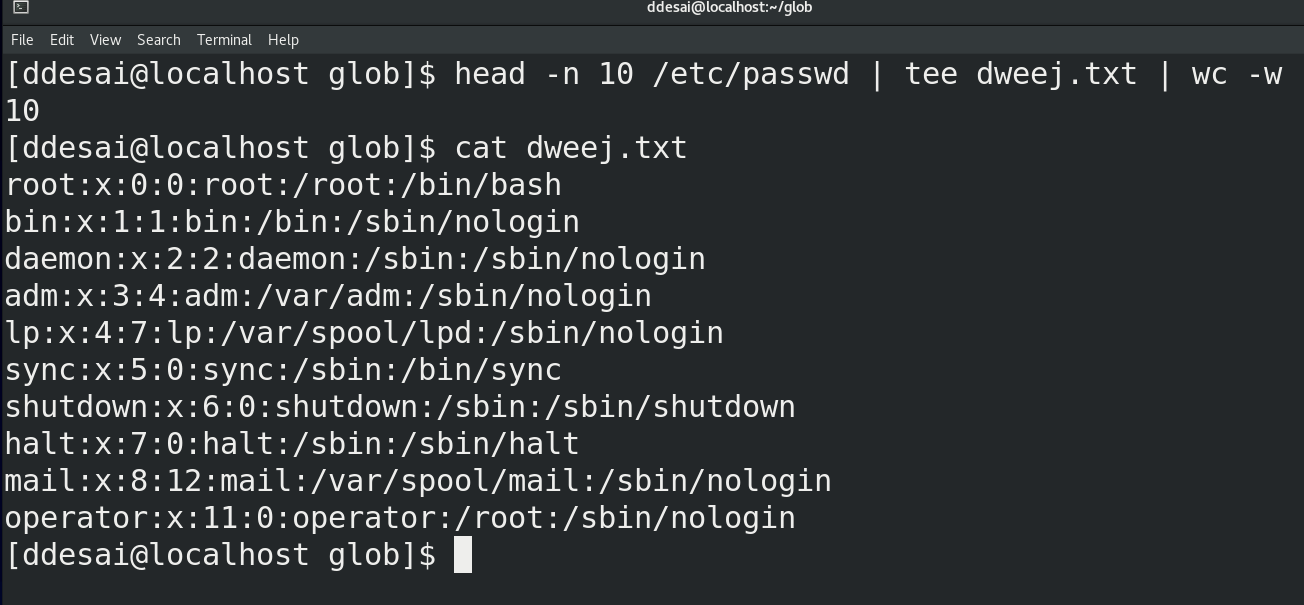 ddesai@localhost:~/glob
File Edit View Search Terminal Help
[ddesai@localhost glob]$ head -n 10 /etc/passwd | tee dweej.txt | wc -w
10
[ddesai@localhost glob]$ cat dweej.txt
root:x:0:0:root:/root:/bin/bash
bin:x:1:1:bin:/bin:/sbin/nologin
daemon:x:2:2:daemon:/sbin:/sbin/nologin
adm:x:3:4:adm:/var/adm:/sbin/nologin
lp:x:4:7:lp:/var/spool/lpd:/sbin/nologin
sync:x:5:0:sync:/sbin:/bin/sync
shutdown:x:6:0:shutdown:/sbin:/sbin/shutdown
halt:x:7:0:halt:/sbin:/sbin/halt
mail:x:8:12:mail:/var/spool/mail:/sbin/nologin
operator:x:11:0:operator:/root:/sbin/nologin
[ddesai@localhost glob]$